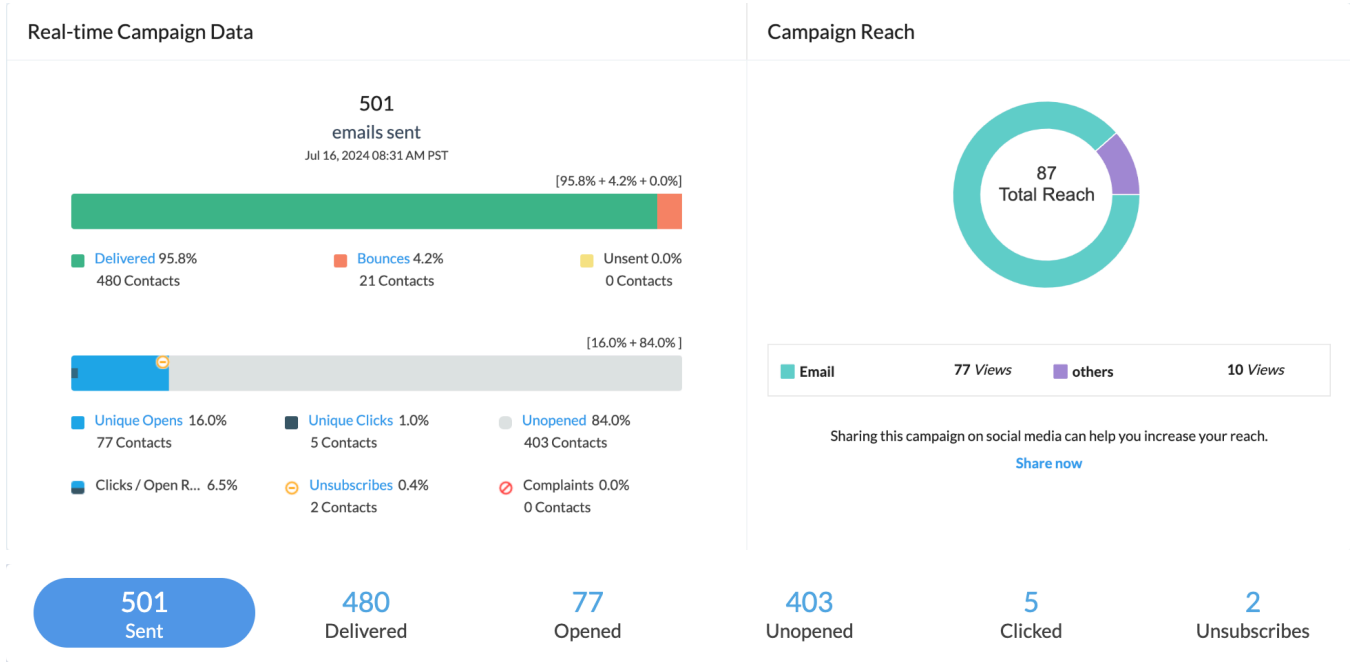 Real-time Campaign Data
501
emails sent
Jul 16, 2024 08:31 AM PST
[95.8% + 4.2% + 0.0%]
Delivered 95.8%
480 Contacts
Bounces 4.2%
21 Contacts
Unsent 0.0%
0 Contacts
[16.0% + 84.0% ]
Unique Opens 16.0%
77 Contacts
Unique Clicks 1.0%
5 Contacts
Unopened 84.0%
403 Contacts
Clicks / Open R... 6.5%
Unsubscribes 0.4%
2 Contacts
Complaints 0.0%
0 Contacts
Campaign Reach
87
Total Reach
Email 77 Views others 10 Views
Sharing this campaign on social media can help you increase your reach.
Share now
501
Sent
480
Delivered
77
Opened
403
Unopened
5
Clicked
2
Unsubscribes